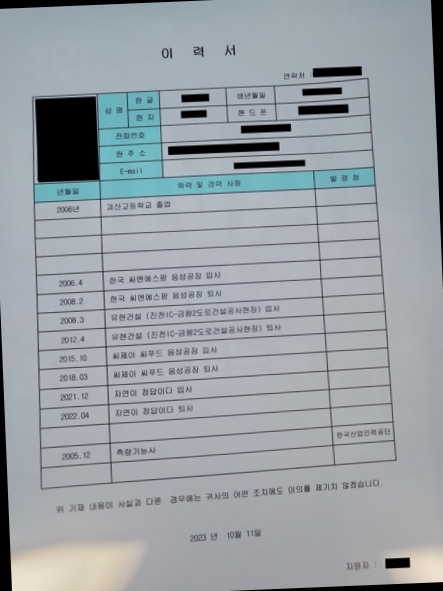 이 력 서
연락처 :
성 명 한 글 생년월일
한 자 핸 드 폰
전화번호
현 주 소
E-mail
년월일 학력 및 경력 사항 발 령 청
2006년 괴산고등학교 졸업
2006.4 한국 씨엔에스팜 음성공장 입사
2008.2 한국 씨엔에스팜 음성공장 퇴사
2008.3 유현건설 (진천IC-금왕2도로건설공사현장) 입사
2012.4 유현건설 (진천IC-금왕2도로건설공사현장) 퇴사
2015.10 씨제이 씨푸드 음성공장 입사
2018.03 씨제이 씨푸드 음성공장 퇴사
2021.12 자연이 정답이다 입사
2022.04 자연이 정답이다 퇴사
2005.12 측량기능사 한국산업인력공단
위 기재 내용이 사실과 다른 경우에는 귀사의 어떤 조치에도 이의를 제기치 않겠습니다.
2023 년 10월 11일
지원자 :